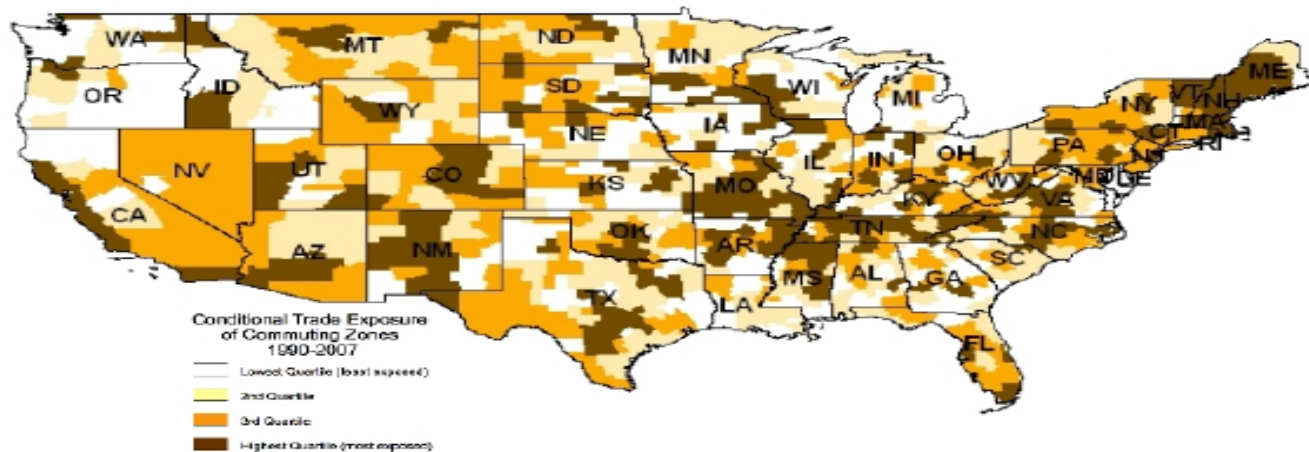 WA
MT
ND
MN
ME
OR
ID
WY
SD
WI
MI
NY
VT
NH
MA
CT
RI
NV
UT
CO
NE
IA
IL
IN
OH
PA
NJ
CA
KS
MO
WV
MD
DE
KY
VA
AZ
NM
OK
AR
TN
NC
TX
LA
MS
AL
GA
SC
FL
Conditional Trade Exposure
of Commuting Zones
1990-2007
Lowest Quartile (least exposed)
2nd Quartile
3rd Quartile
Highest Quartile (most exposed)